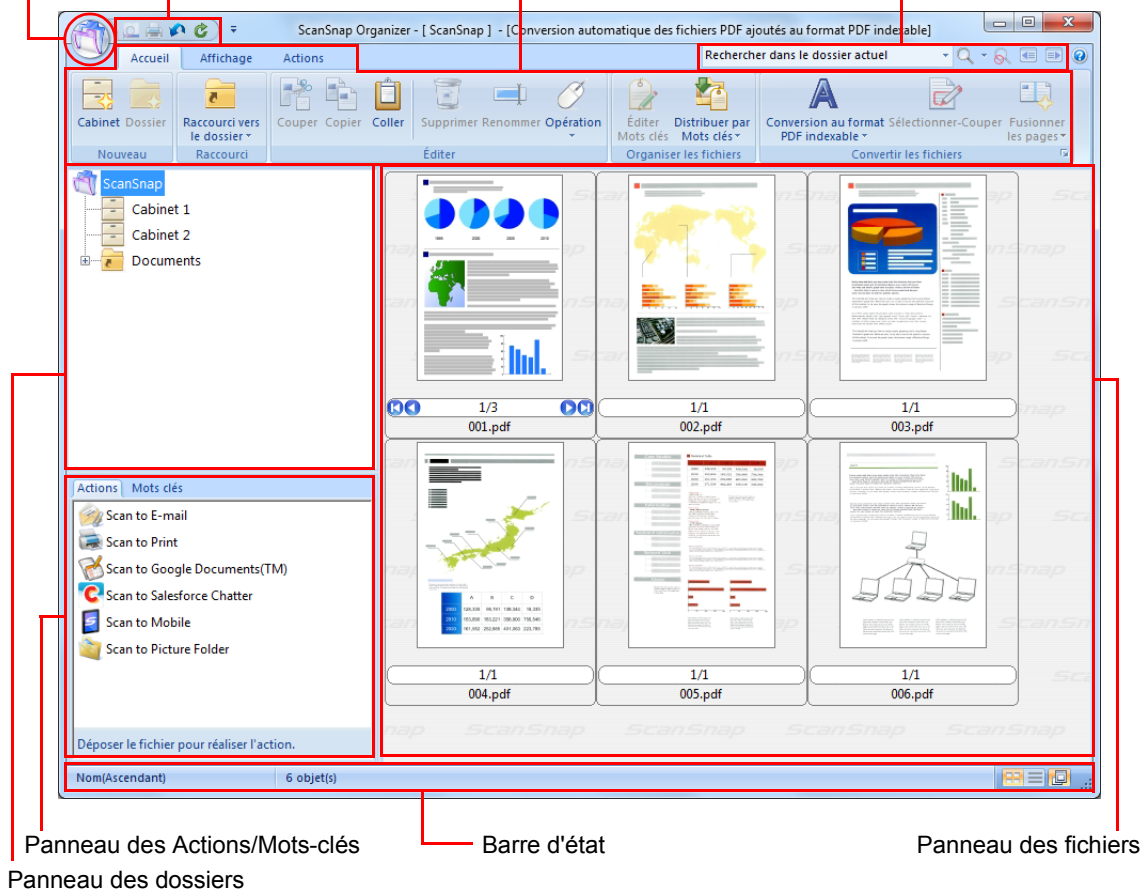 ScanSnap Organizer - [ ScanSnap ] - [Conversion automatique des fichiers PDF ajoutés au format PDF indexable]
Accueil Affichage Actions
Rechercher dans le dossier actuel
Cabinet Dossier
Raccourci vers le dossier
Couper Copier Coller Supprimer Renommer Opération
Éditer Mots clés
Distribuer par Mots clés
Conversion au format PDF indexable
Sélectionner-Couper
Fusionner les pages
Nouveau Raccourci Éditer Organiser les fichiers Convertir les fichiers
ScanSnap
Cabinet 1
Cabinet 2
Documents
1/3
001.pdf
1/1
002.pdf
1/1
003.pdf
Actions Mots clé
Scan to E-mail
Scan to Print
Scan to Google Documents(TM)
Scan to Salesforce Chatter
Scan to Mobile
Scan to Picture Folder
Déposer le fichier pour réaliser l'action.
1/1
004.pdf
1/1
005.pdf
1/1
006.pdf
ScanSnap ScanSnap ScanSnap
Nom(Ascendant) 6 objet(s)
Panneau des Actions/Mots-clés
Barre d'état
Panneau des fichiers
Panneau des dossiers